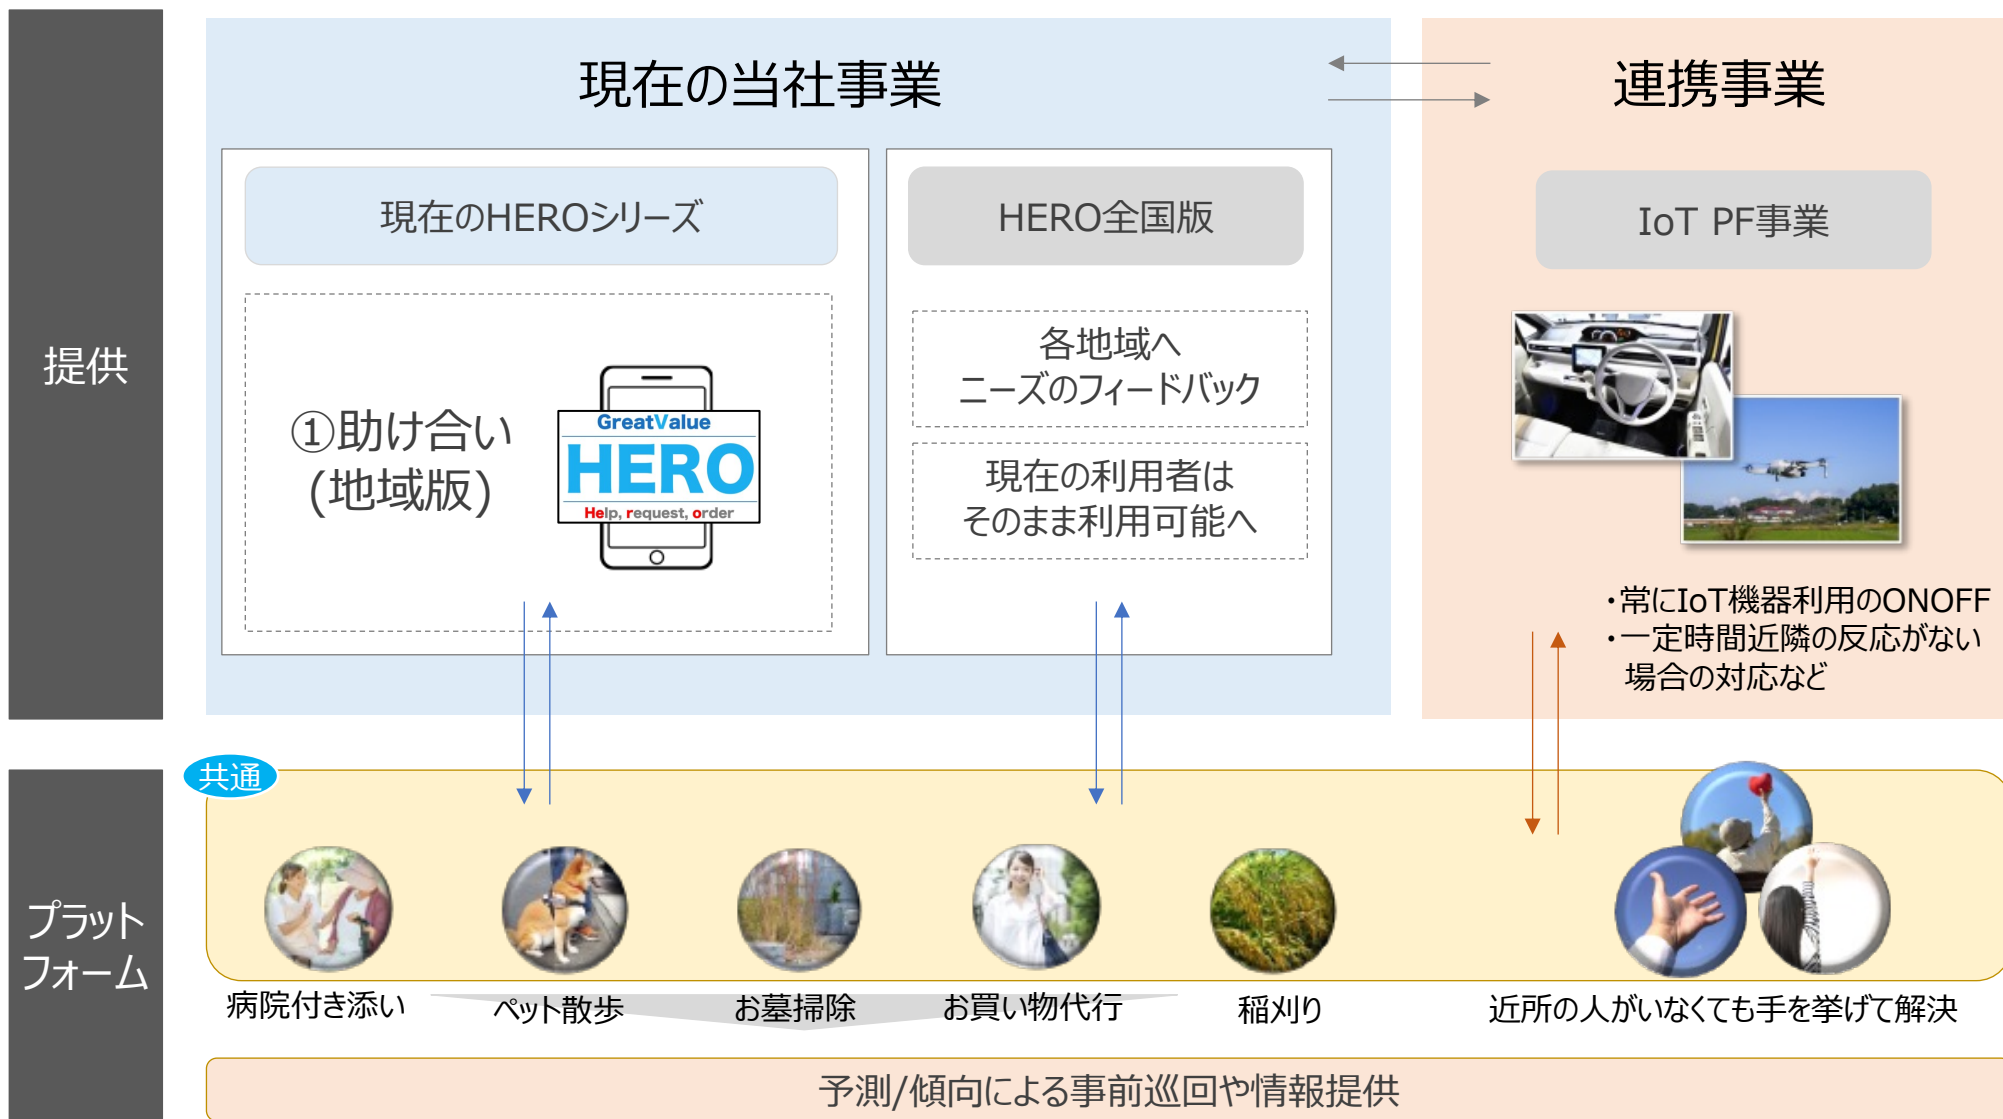 提供
現在の当社事業
現在のHEROシリーズ
①助け合い
(地域版)
GreatValue
HERO
Help, request, order
HERO全国版
各地域へ
ニーズのフィードバック
現在の利用者は
そのまま利用可能へ
連携事業
IoT PF事業
・常にIoT機器利用のONOFF
・一定時間近隣の反応がない
場合の対応など
プラット
フォーム
共通
病院付き添い
ペット散歩
お墓掃除
お買い物代行
稲刈り
近所の人がいなくても手を挙げて解決
予測/傾向による事前巡回や情報提供